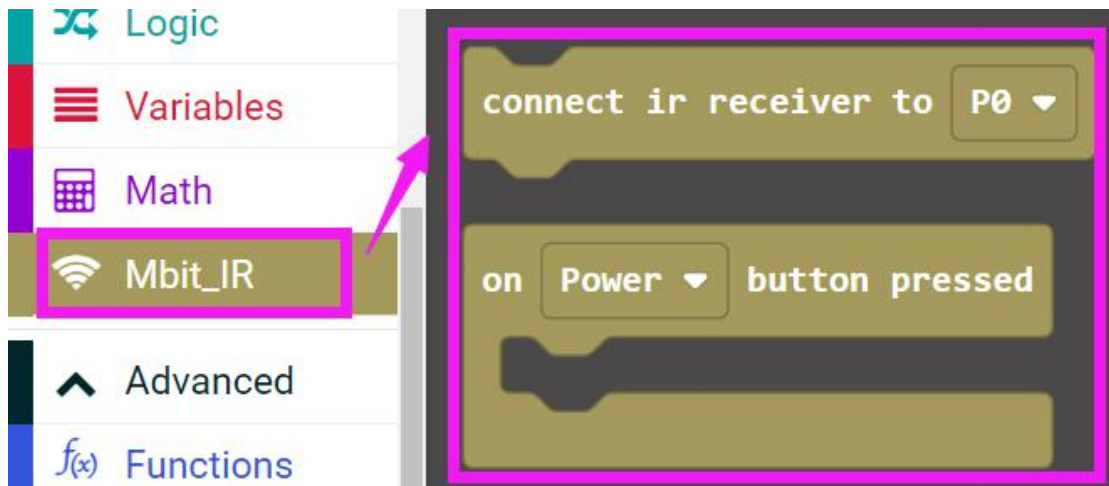 Logic
Variables
Math
Mbit_IR
Advanced
f(x) Functions
connect ir receiver to P0
on Power button pressed